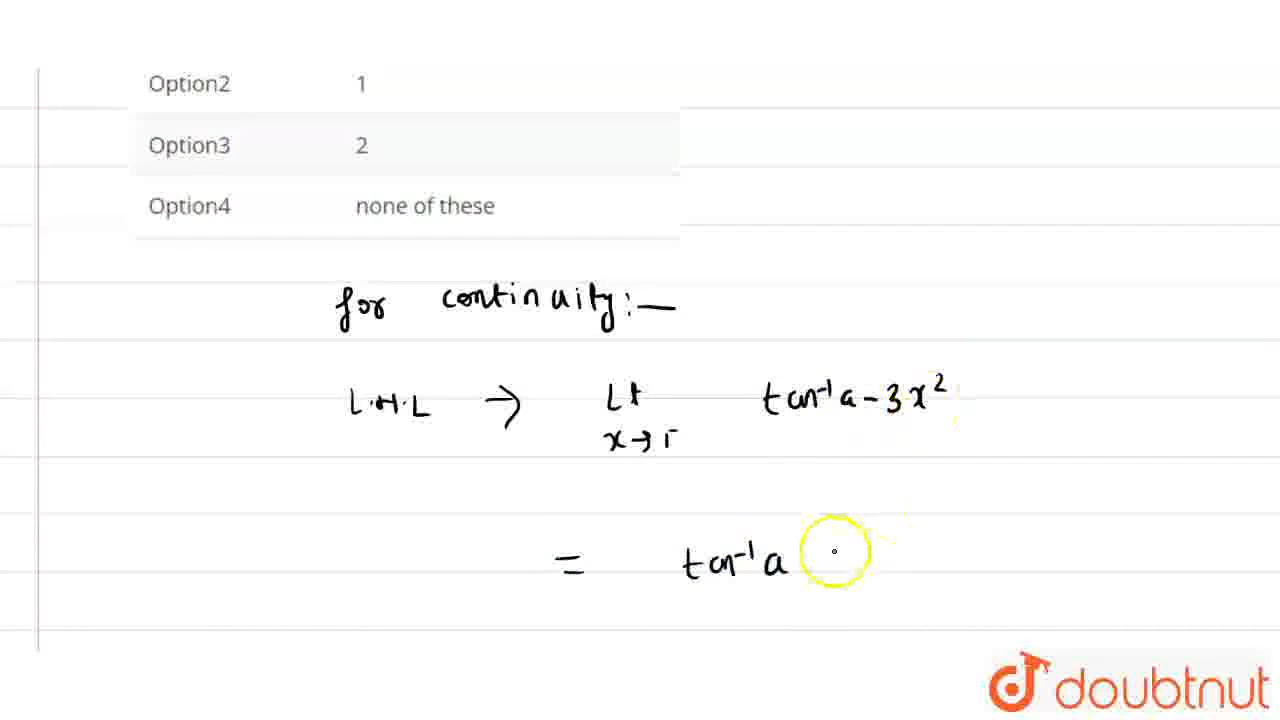 Option2 1
Option3 2
Option4 none of these
for continuity:—
L.H.L → Lt tan⁻¹a - 3x²
x→1⁻
= tan⁻¹a
doubtnut